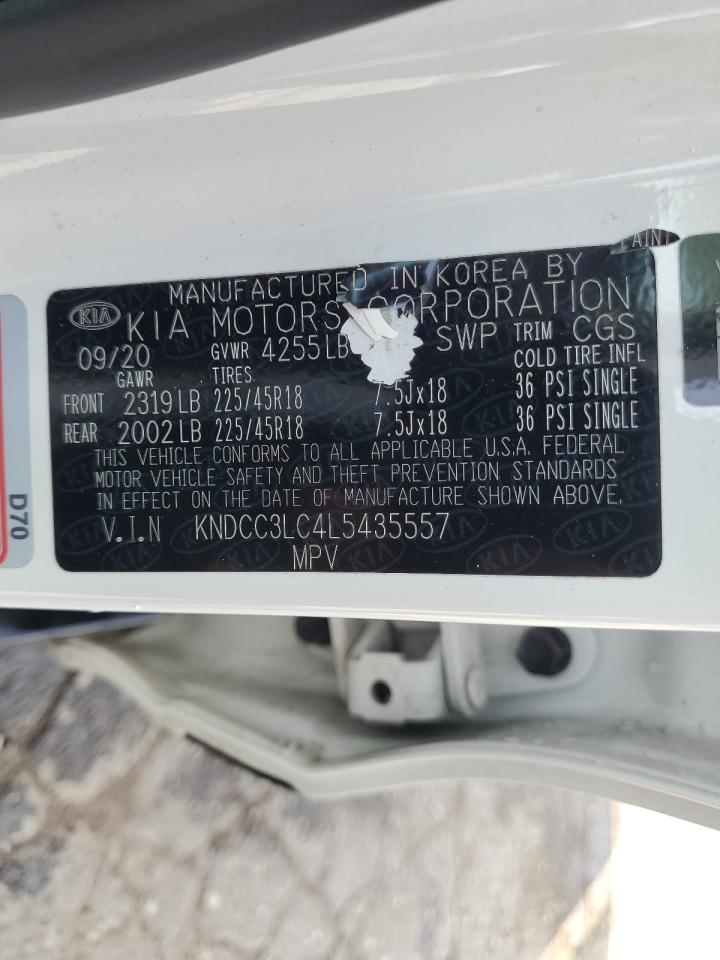 MANUFACTURED IN KOREA BY
KIA KIA MOTORS CORPORATION
09/20 GVWR 4255LB SWP TRIM CGS
GAWR TIRES COLD TIRE INFL
FRONT 2319LB 225/45R18 7.5Jx18 36 PSI SINGLE
REAR 2002LB 225/45R18 7.5Jx18 36 PSI SINGLE
THIS VEHICLE CONFORMS TO ALL APPLICABLE U.S.A. FEDERAL
MOTOR VEHICLE SAFETY AND THEFT PREVENTION STANDARDS
IN EFFECT ON THE DATE OF MANUFACTURE SHOWN ABOVE.
V.I.N KNDCC3LC4L5435557
MPV
D70